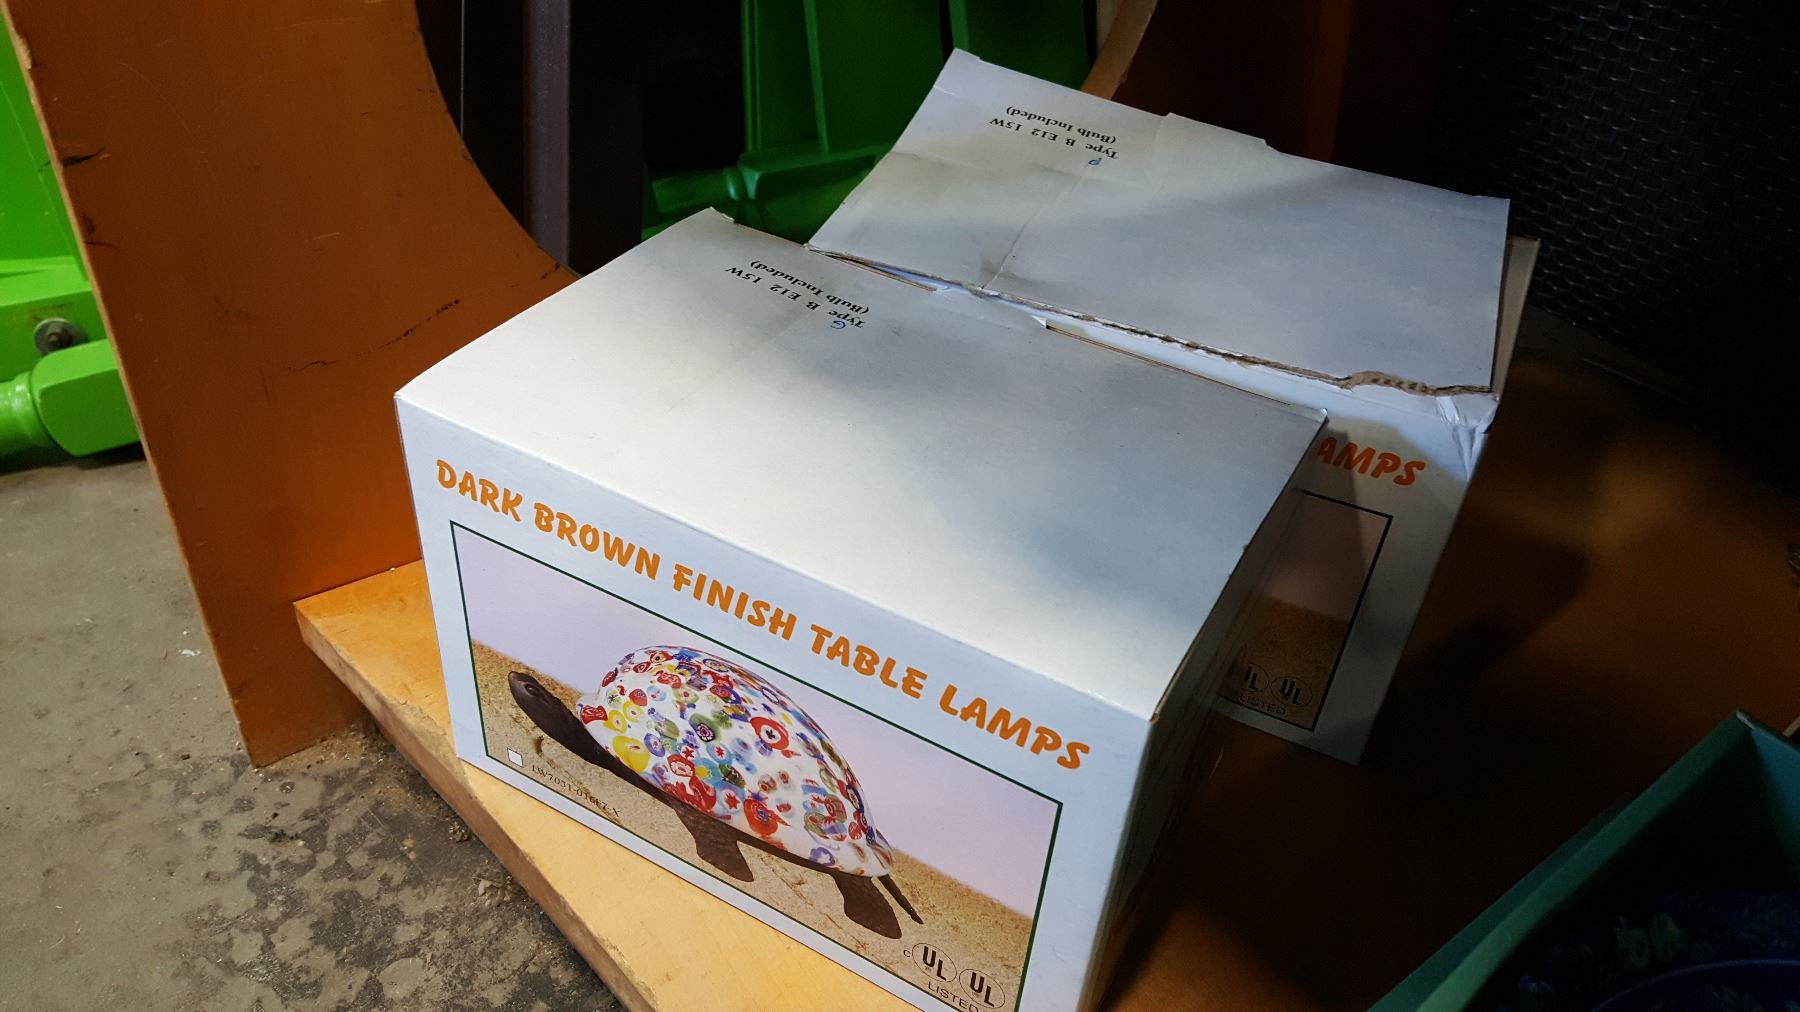 Type B E12 15W
(Bulb Included)
P
Type B E12 15W
(Bulb Included)
G
DARK BROWN FINISH TABLE LAMPS
AMPS
UL UL
LISTED
C UL UL
LISTED